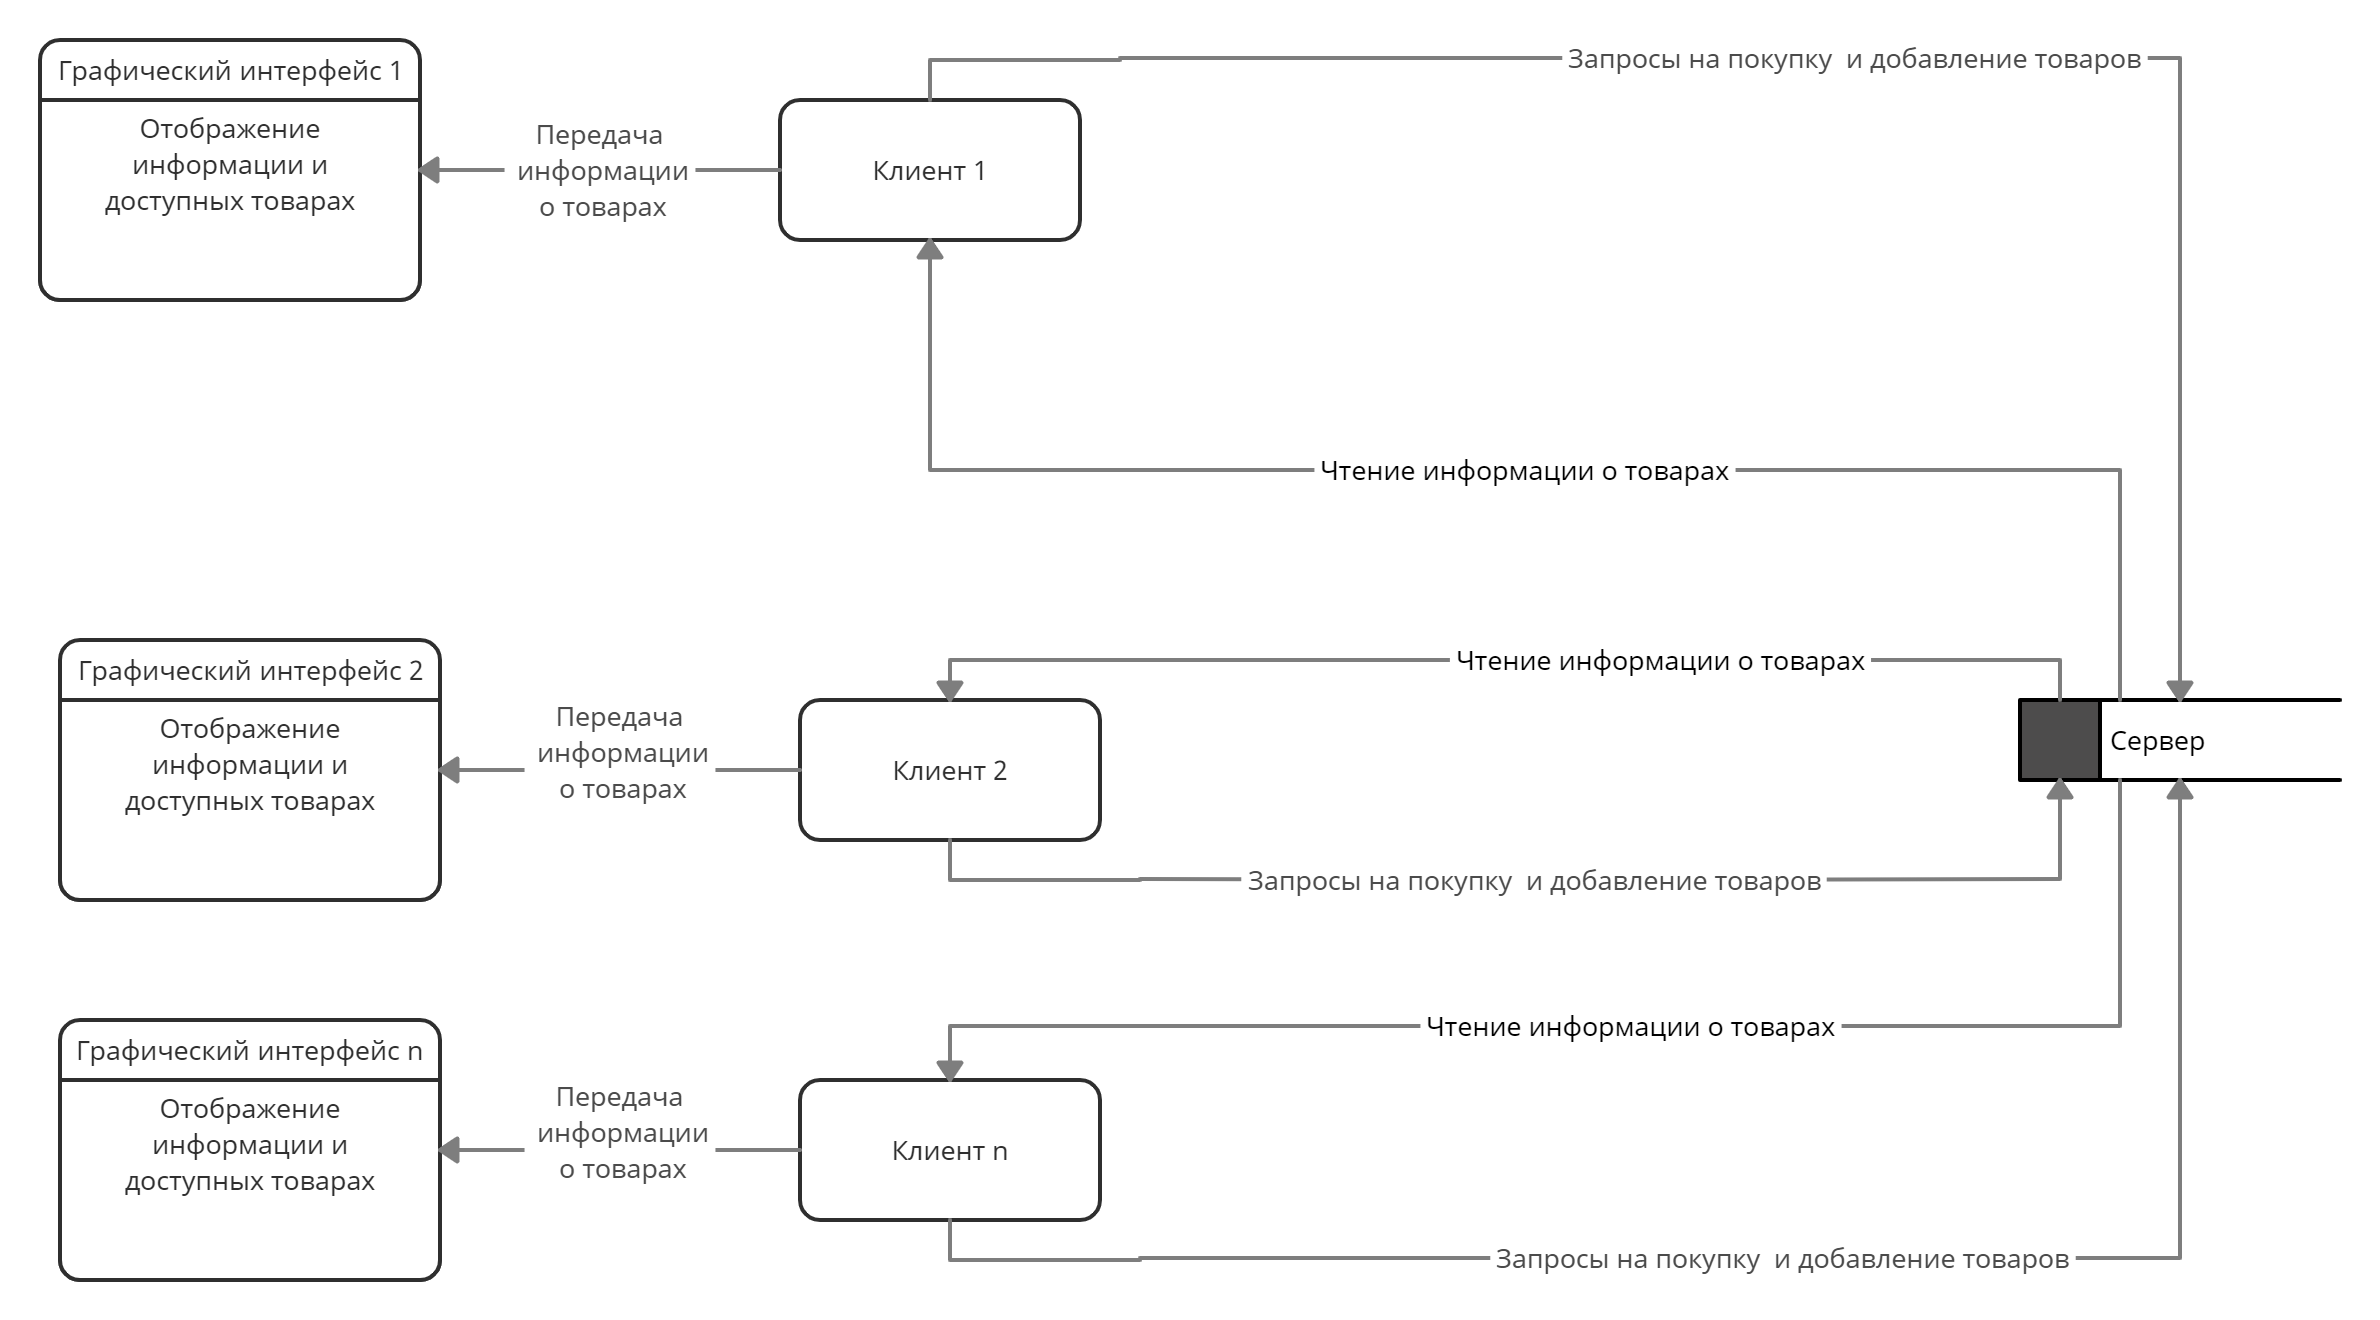 Графический интерфейс 1
Отображение
информации и
доступных товарах
Передача
информации
о товарах
Клиент 1
Запросы на покупку  и добавление товаров
Чтение информации о товарах
Графический интерфейс 2
Отображение
информации и
доступных товарах
Передача
информации
о товарах
Клиент 2
Чтение информации о товарах
Сервер
Запросы на покупку  и добавление товаров
Графический интерфейс n
Отображение
информации и
доступных товарах
Передача
информации
о товарах
Клиент n
Чтение информации о товарах
Запросы на покупку  и добавление товаров